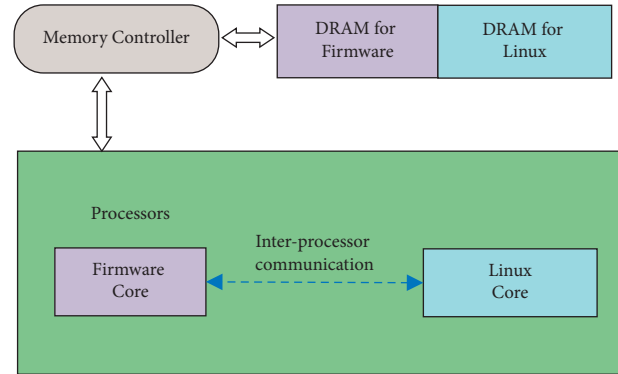 Memory Controller
DRAM for
Firmware
DRAM for
Linux
Processors
Inter-processor
communication
Firmware
Core
Linux
Core